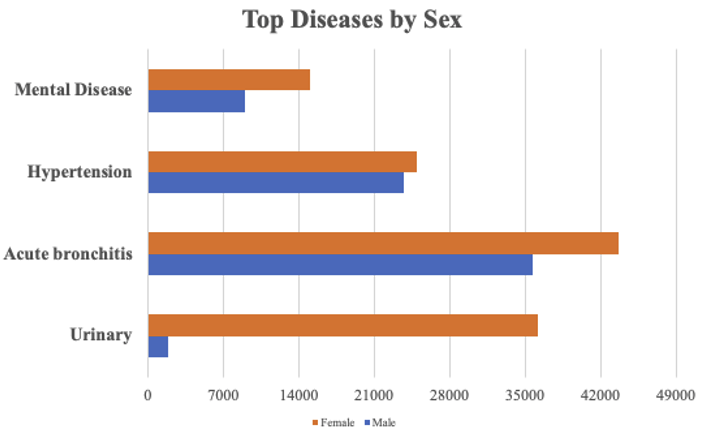 Top Diseases by Sex
Mental Disease
Hypertension
Acute bronchitis
Urinary
0 7000 14000 21000 28000 35000 42000 49000
Female Male